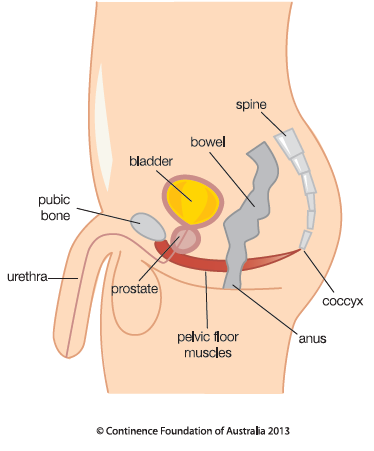 spine
bowel
bladder
pubic
bone
urethra
prostate
coccyx
pelvic floor
muscles
anus
© Continence Foundation of Australia 2013